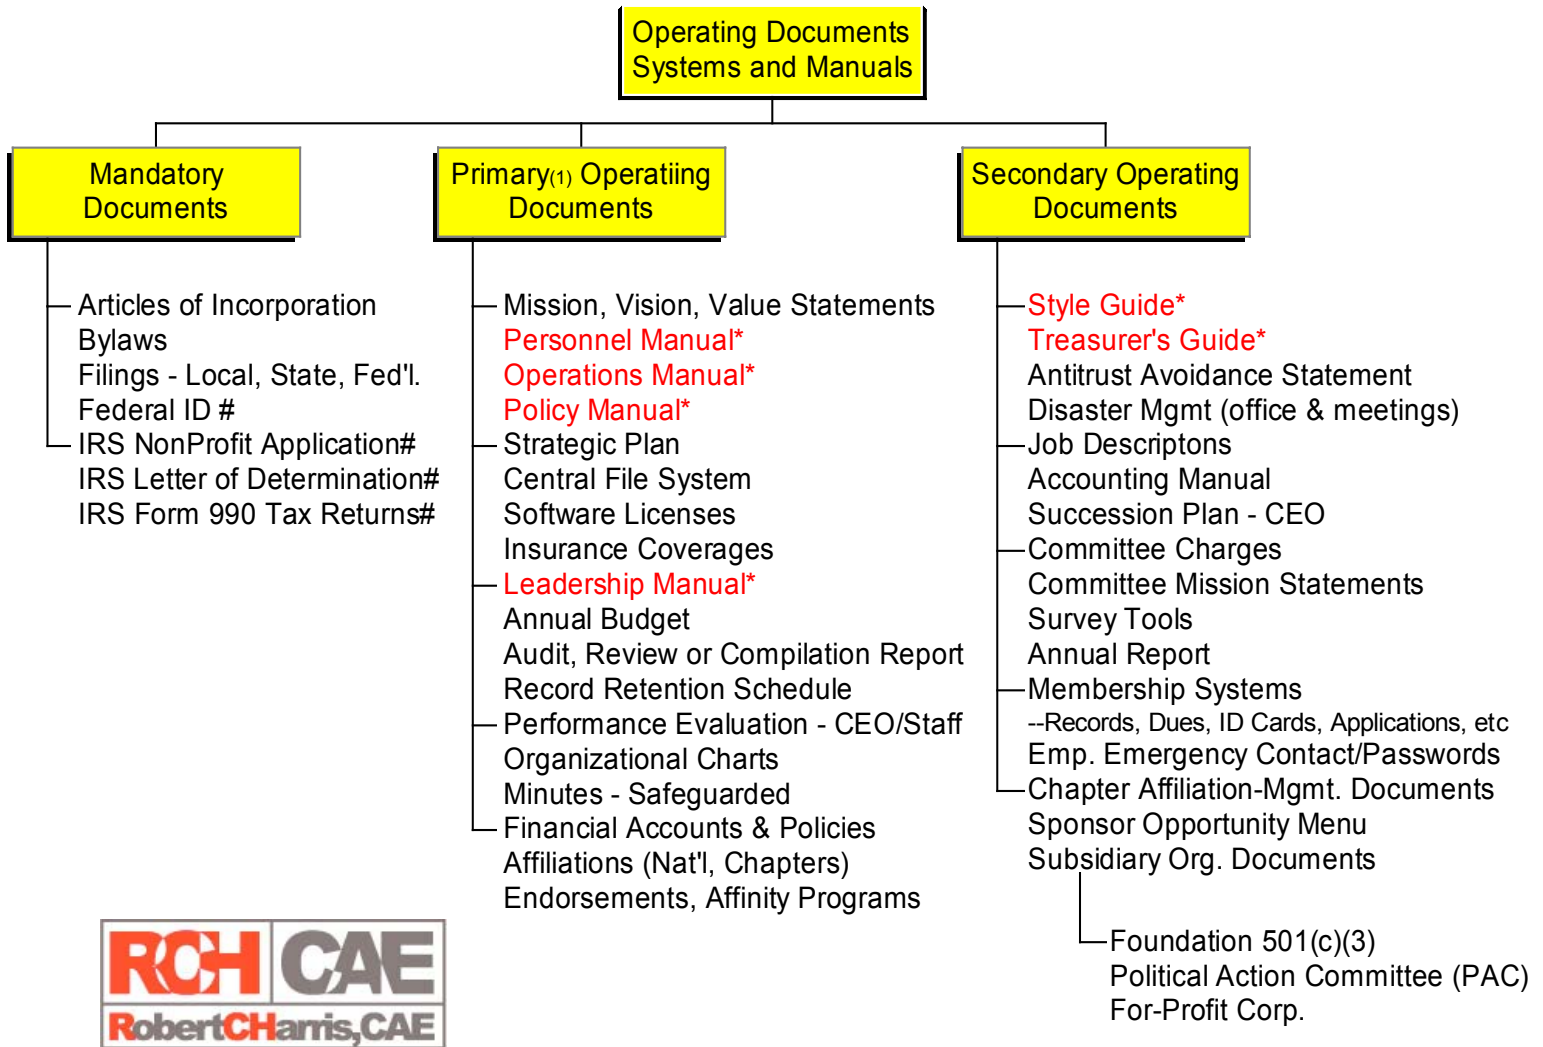 Operating Documents
Systems and Manuals
Mandatory
Documents
Articles of Incorporation
Bylaws
Filings - Local, State, Fed'l.
Federal ID #
IRS NonProfit Application#
IRS Letter of Determination#
IRS Form 990 Tax Returns#
Primary(1) Operatiing
Documents
Mission, Vision, Value Statements
Personnel Manual*
Operations Manual*
Policy Manual*
Strategic Plan
Central File System
Software Licenses
Insurance Coverages
Leadership Manual*
Annual Budget
Audit, Review or Compilation Report
Record Retention Schedule
Performance Evaluation - CEO/Staff
Organizational Charts
Minutes - Safeguarded
Financial Accounts & Policies
Affiliations (Nat'l, Chapters)
Endorsements, Affinity Programs
Secondary Operating
Documents
Style Guide*
Treasurer's Guide*
Antitrust Avoidance Statement
Disaster Mgmt (office & meetings)
Job Descriptons
Accounting Manual
Succession Plan - CEO
Committee Charges
Committee Mission Statements
Survey Tools
Annual Report
Membership Systems
--Records, Dues, ID Cards, Applications, etc
Emp. Emergency Contact/Passwords
Chapter Affiliation-Mgmt. Documents
Sponsor Opportunity Menu
Subsidiary Org. Documents
Foundation 501(c)(3)
Political Action Committee (PAC)
For-Profit Corp.
RCH CAE
RobertCHarris,CAE